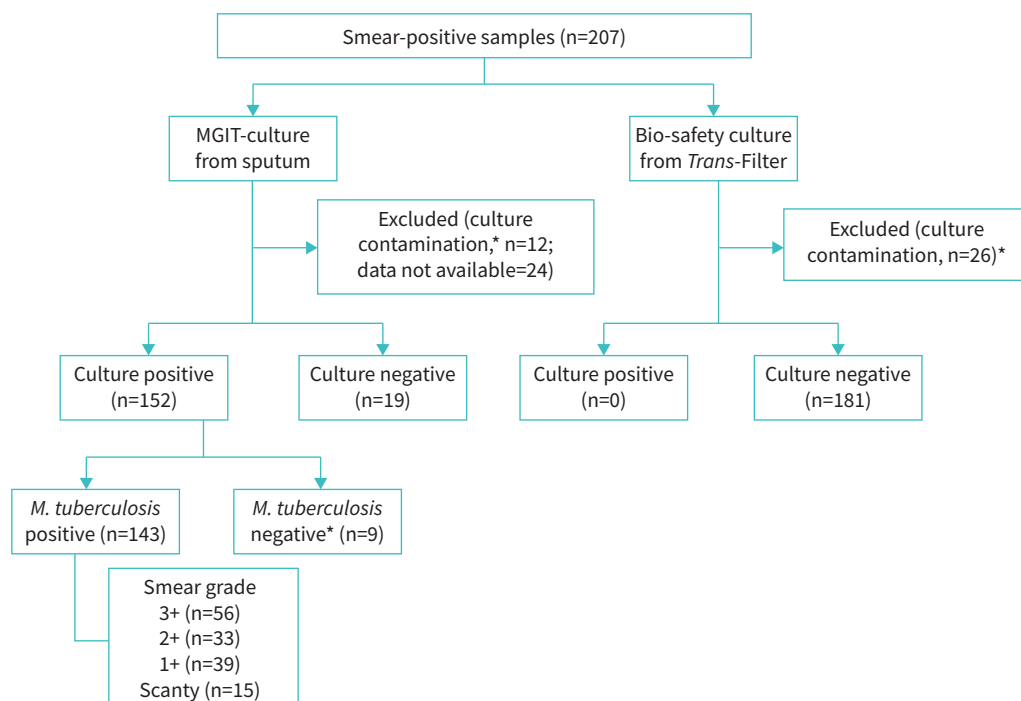 Smear-positive samples (n=207)
MGIT-culture
from sputum
Bio-safety culture
from Trans-Filter
Excluded (culture
contamination,* n=12;
data not available=24)
Excluded (culture
contamination, n=26)*
Culture positive
(n=152)
Culture negative
(n=19)
Culture positive
(n=0)
Culture negative
(n=181)
M. tuberculosis
positive (n=143)
M. tuberculosis
negative* (n=9)
Smear grade
3+ (n=56)
2+ (n=33)
1+ (n=39)
Scanty (n=15)